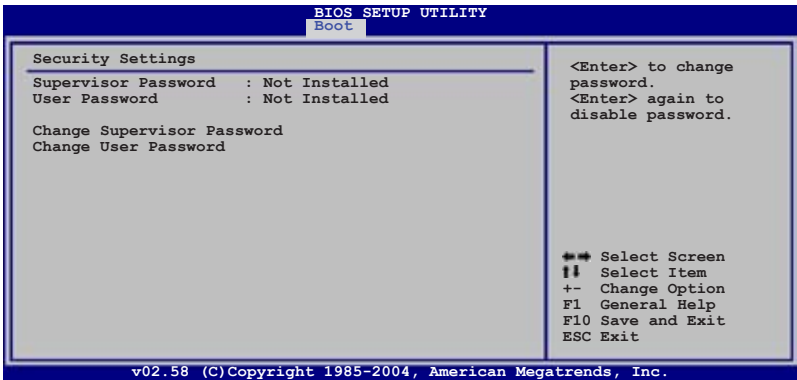 BIOS SETUP UTILITY
Boot
Security Settings
Supervisor Password : Not Installed
User Password : Not Installed
Change Supervisor Password
Change User Password
<Enter> to change
password.
<Enter> again to
disable password.
Select Screen
Select Item
+- Change Option
F1 General Help
F10 Save and Exit
ESC Exit
v02.58 (C)Copyright 1985-2004, American Megatrends, Inc.